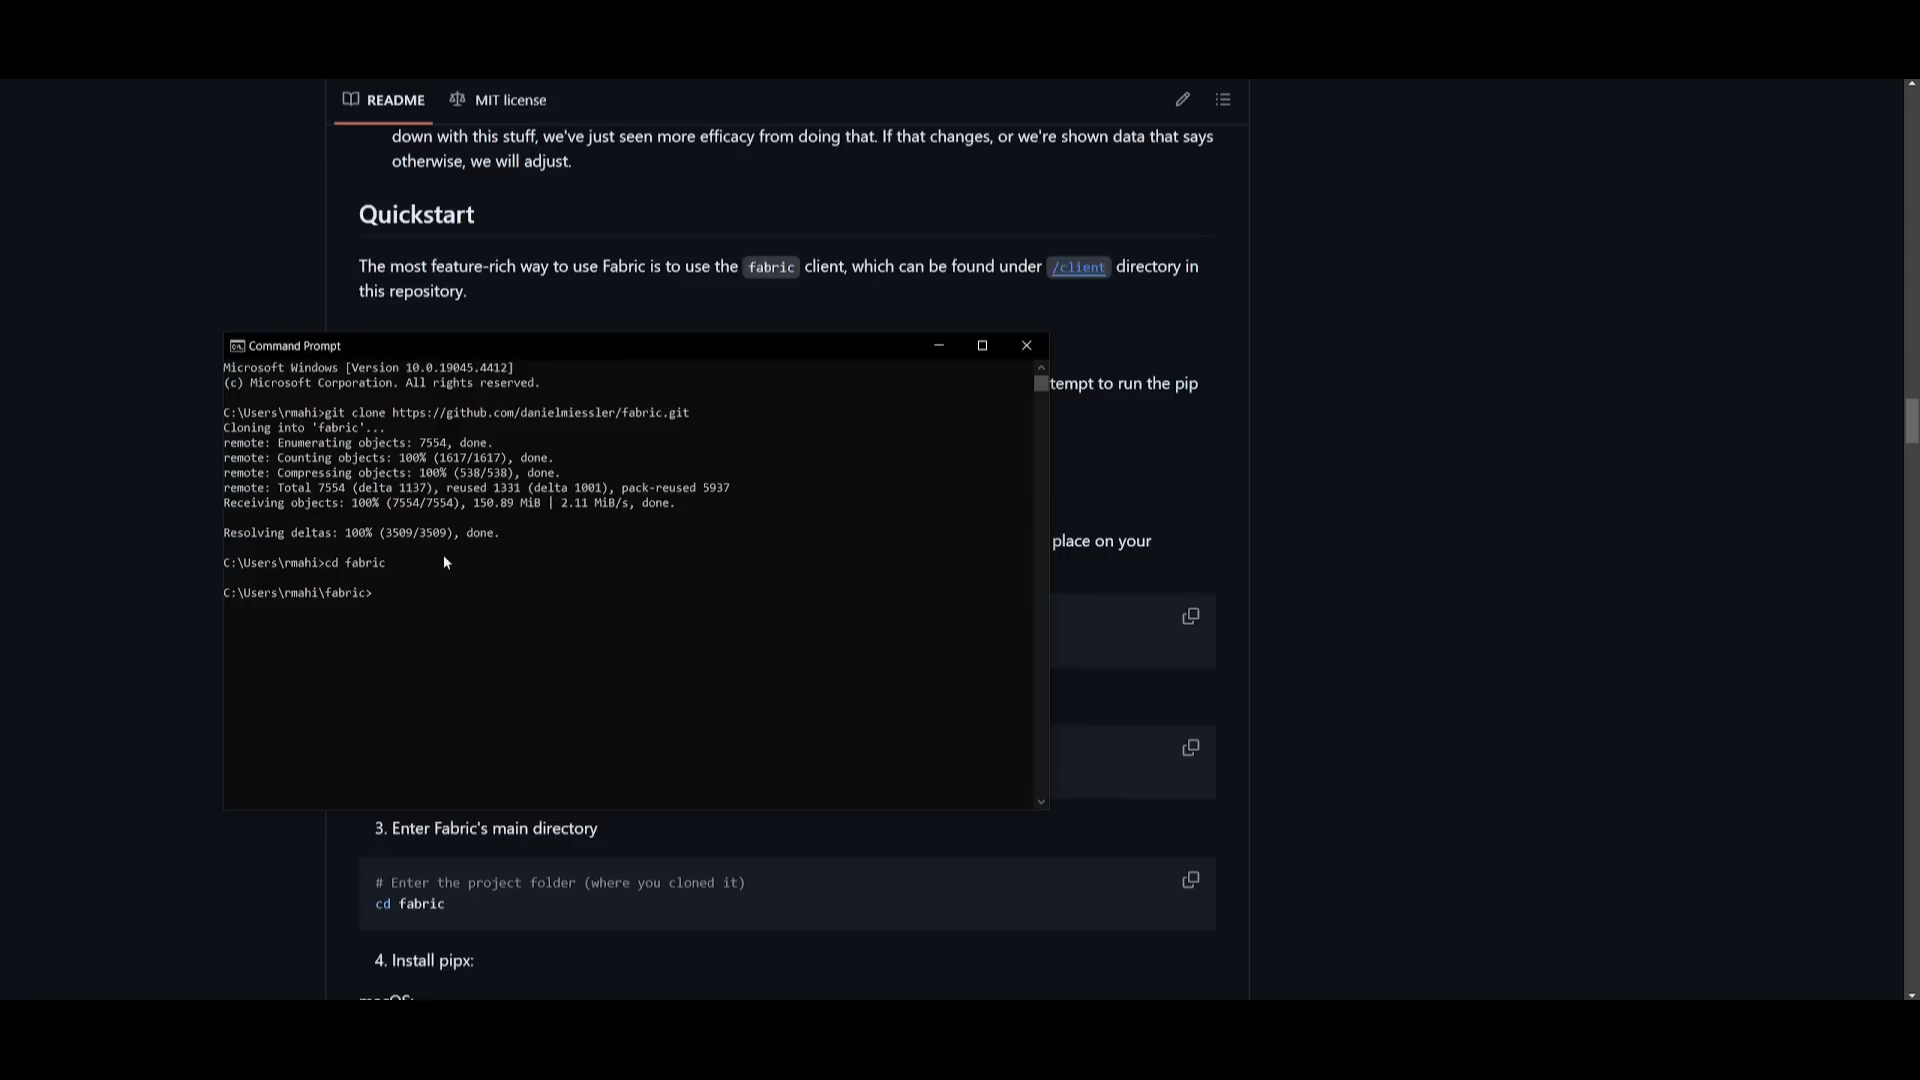 README
MIT license
down with this stuff, we've just seen more efficacy from doing that. If that changes, or we're shown data that says
otherwise, we will adjust.
Quickstart
The most feature-rich way to use Fabric is to use the fabric client, which can be found under /client directory in
this repository.
Command Prompt
Microsoft Windows [Version 10.0.19045.4412]
(c) Microsoft Corporation. All rights reserved.
tempt to run the pip
C:\Users\rmahi>git clone https://github.com/danielmiessler/fabric.git
Cloning into 'fabric'...
remote: Enumerating objects: 7554, done.
remote: Counting objects: 100% (1617/1617), done.
remote: Compressing objects: 100% (538/538), done.
remote: Total 7554 (delta 1137), reused 1331 (delta 1001), pack-reused 5937
Receiving objects: 100% (7554/7554), 150.89 MiB | 2.11 MiB/s, done.
Resolving deltas: 100% (3509/3509), done.
place on your
C:\Users\rmahi>cd fabric
C:\Users\rmahi\fabric>
3. Enter Fabric's main directory
# Enter the project folder (where you cloned it)
cd fabric
4. Install pipx:
macOS: